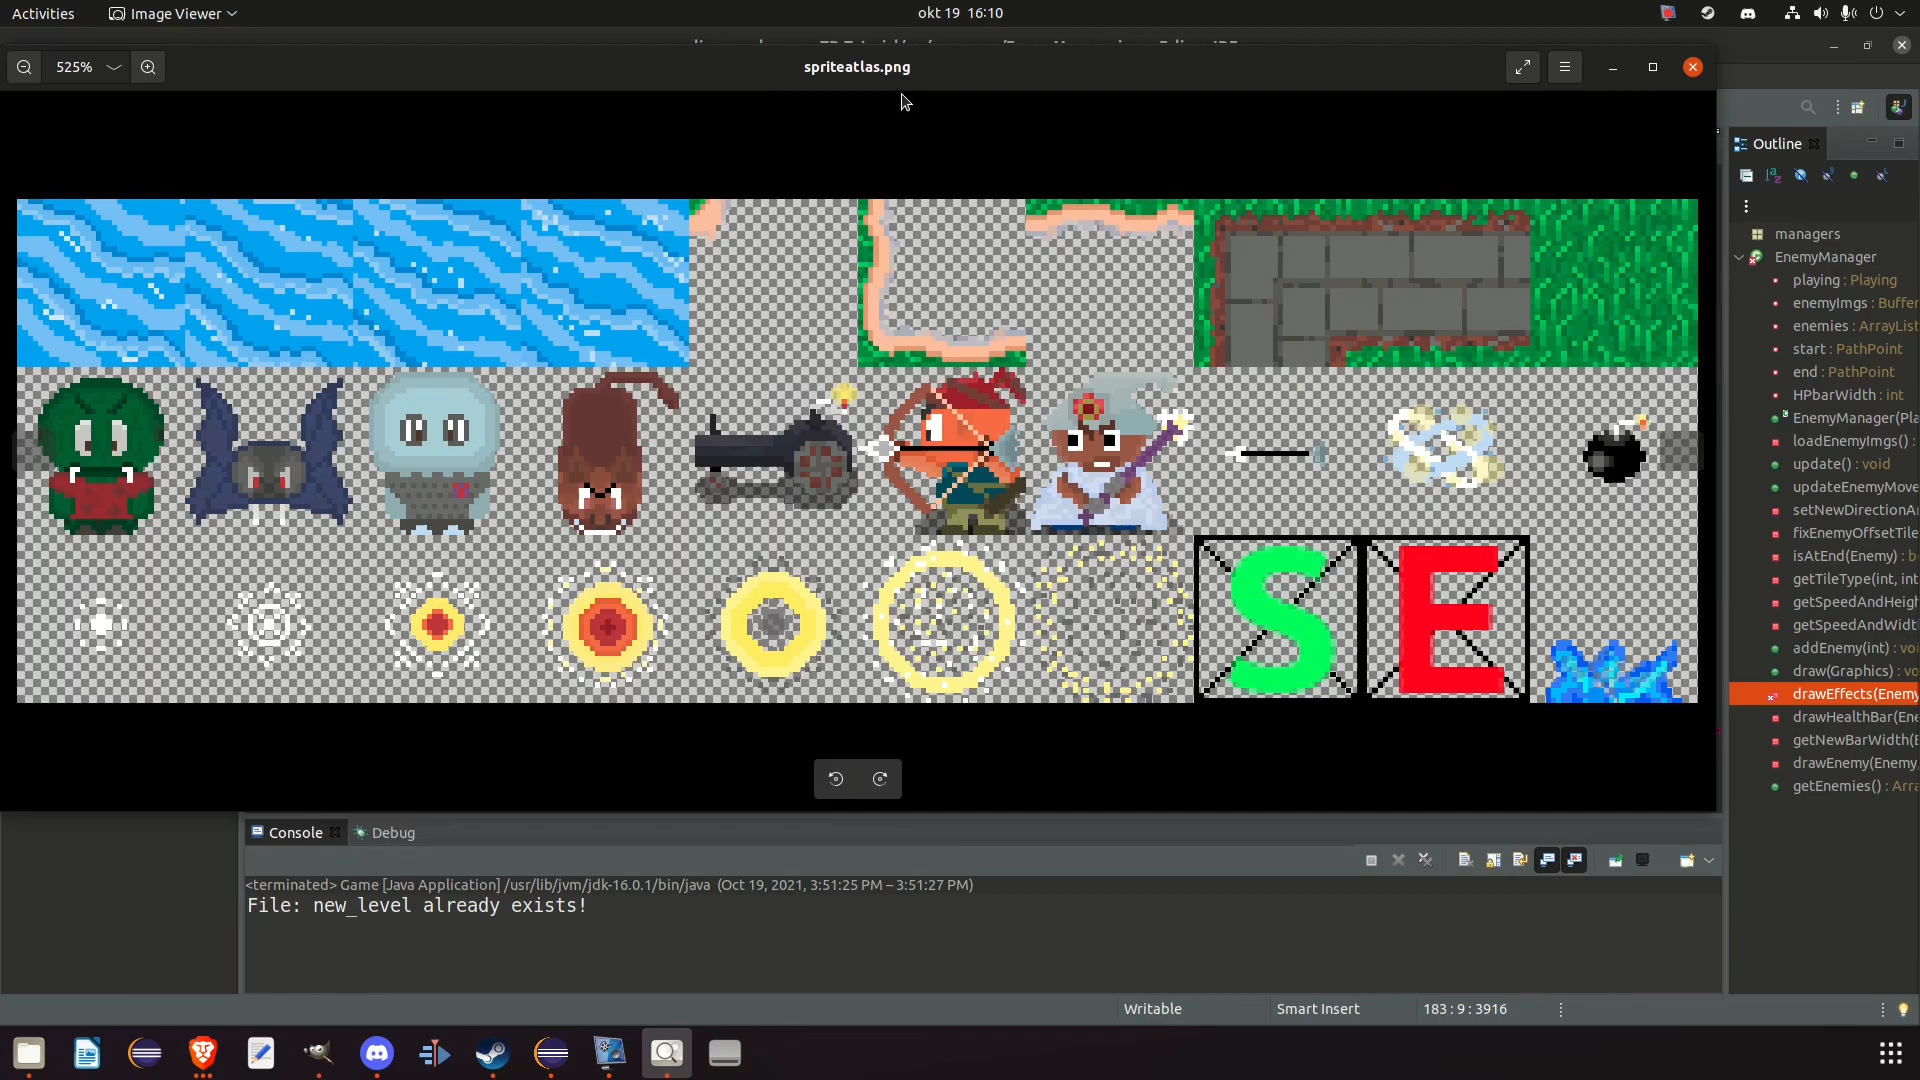 Activities
Image Viewer
okt 19 16:10
525%
spriteatlas.png
Outline
managers
EnemyManager
playing : Playing
enemyImgs : Buffer
enemies : ArrayList
start : PathPoint
end : PathPoint
HPbarWidth : int
EnemyManager(Pla
loadEnemyImgs() :
update() : void
updateEnemyMove
setNewDirectionA
fixEnemyOffsetTile
isAtEnd(Enemy) : b
getTileType(int, int
getSpeedAndHeigh
getSpeedAndWidt
addEnemy(int) : voi
draw(Graphics) : vo
drawEffects(Enemy
drawHealthBar(Ene
getNewBarWidth(E
drawEnemy(Enemy,
getEnemies() : Arra
S E
Console
Debug
<terminated> Game [Java Application] /usr/lib/jvm/jdk-16.0.1/bin/java (Oct 19, 2021, 3:51:25 PM – 3:51:27 PM)
File: new_level already exists!
Writable
Smart Insert
183 : 9 : 3916